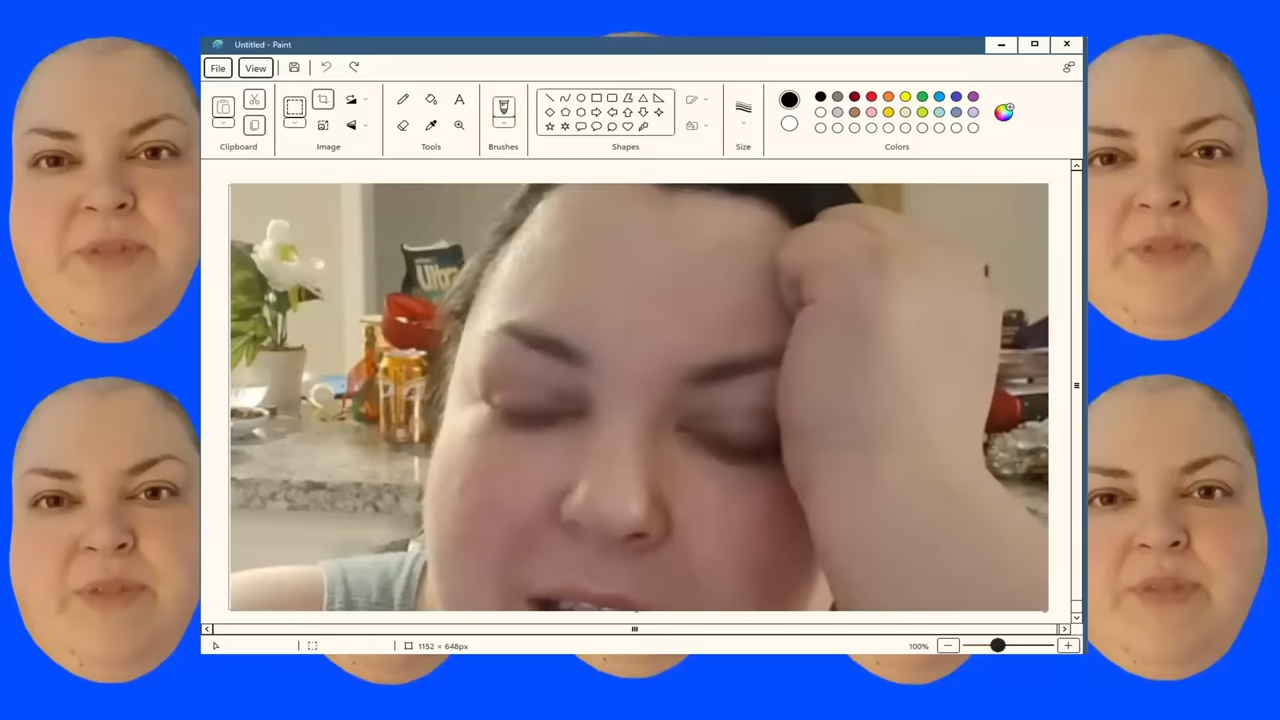 Untitled - Paint
File View
Clipboard Image Tools Brushes Shapes Size Colors
Ultra
1152 × 648px 100%